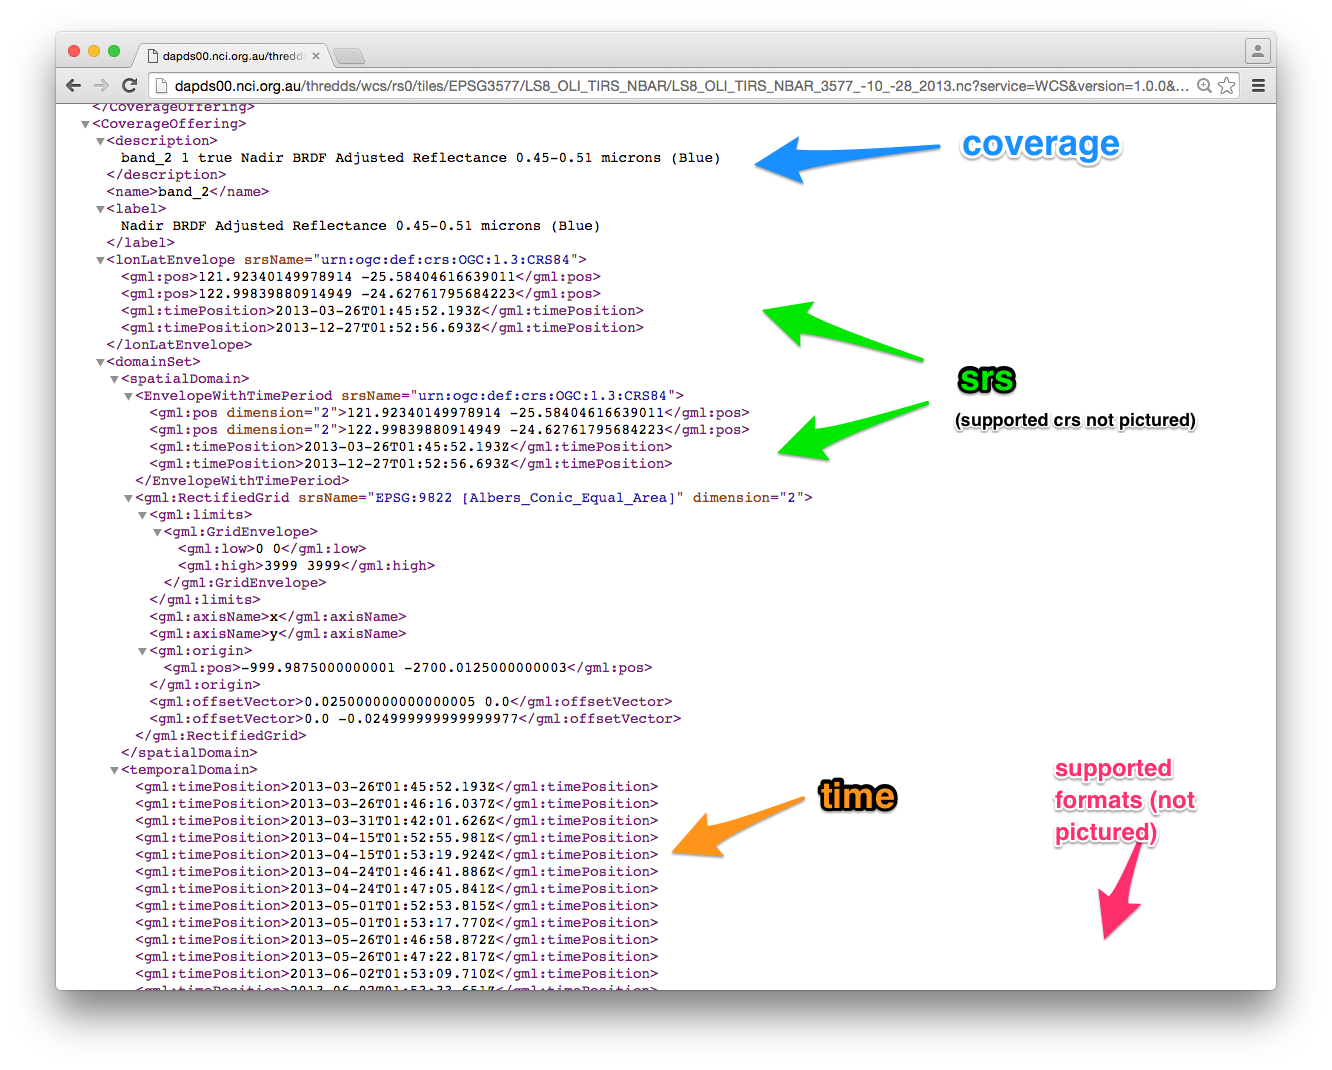 dapds00.nci.org.au/thredds
dapds00.nci.org.au/thredds/wcs/rs0/tiles/EPSG3577/LS8_OLI_TIRS_NBAR/LS8_OLI_TIRS_NBAR_3577_-10_-28_2013.nc?service=WCS&version=1.0.0&...
</CoverageOffering>
<CoverageOffering>
<description>
band_2 1 true Nadir BRDF Adjusted Reflectance 0.45-0.51 microns (Blue)
</description>
<name>band_2</name>
<label>
Nadir BRDF Adjusted Reflectance 0.45-0.51 microns (Blue)
</label>
<lonLatEnvelope srsName="urn:ogc:def:crs:OGC:1.3:CRS84">
<gml:pos>121.92340149978914 -25.58404616639011</gml:pos>
<gml:pos>122.99839880914949 -24.62761795684223</gml:pos>
<gml:timePosition>2013-03-26T01:45:52.193Z</gml:timePosition>
<gml:timePosition>2013-12-27T01:52:56.693Z</gml:timePosition>
</lonLatEnvelope>
<domainSet>
<spatialDomain>
<EnvelopeWithTimePeriod srsName="urn:ogc:def:crs:OGC:1.3:CRS84">
<gml:pos dimension="2">121.92340149978914 -25.58404616639011</gml:pos>
<gml:pos dimension="2">122.99839880914949 -24.62761795684223</gml:pos>
<gml:timePosition>2013-03-26T01:45:52.193Z</gml:timePosition>
<gml:timePosition>2013-12-27T01:52:56.693Z</gml:timePosition>
</EnvelopeWithTimePeriod>
<gml:RectifiedGrid srsName="EPSG:9822 [Albers_Conic_Equal_Area]" dimension="2">
<gml:limits>
<gml:GridEnvelope>
<gml:low>0 0</gml:low>
<gml:high>3999 3999</gml:high>
</gml:GridEnvelope>
</gml:limits>
<gml:axisName>x</gml:axisName>
<gml:axisName>y</gml:axisName>
<gml:origin>
<gml:pos>-999.9875000000001 -2700.0125000000003</gml:pos>
</gml:origin>
<gml:offsetVector>0.025000000000000005 0.0</gml:offsetVector>
<gml:offsetVector>0.0 -0.024999999999999977</gml:offsetVector>
</gml:RectifiedGrid>
</spatialDomain>
<temporalDomain>
<gml:timePosition>2013-03-26T01:45:52.193Z</gml:timePosition>
<gml:timePosition>2013-03-26T01:46:16.037Z</gml:timePosition>
<gml:timePosition>2013-03-31T01:42:01.626Z</gml:timePosition>
<gml:timePosition>2013-04-15T01:52:55.981Z</gml:timePosition>
<gml:timePosition>2013-04-15T01:53:19.924Z</gml:timePosition>
<gml:timePosition>2013-04-24T01:46:41.886Z</gml:timePosition>
<gml:timePosition>2013-04-24T01:47:05.841Z</gml:timePosition>
<gml:timePosition>2013-05-01T01:52:53.815Z</gml:timePosition>
<gml:timePosition>2013-05-01T01:53:17.770Z</gml:timePosition>
<gml:timePosition>2013-05-26T01:46:58.872Z</gml:timePosition>
<gml:timePosition>2013-05-26T01:47:22.817Z</gml:timePosition>
<gml:timePosition>2013-06-02T01:53:09.710Z</gml:timePosition>
<gml:timePosition>2013-06-02T01:53:33.651Z</gml:timePosition>
coverage
srs
(supported crs not pictured)
time
supported
formats (not
pictured)